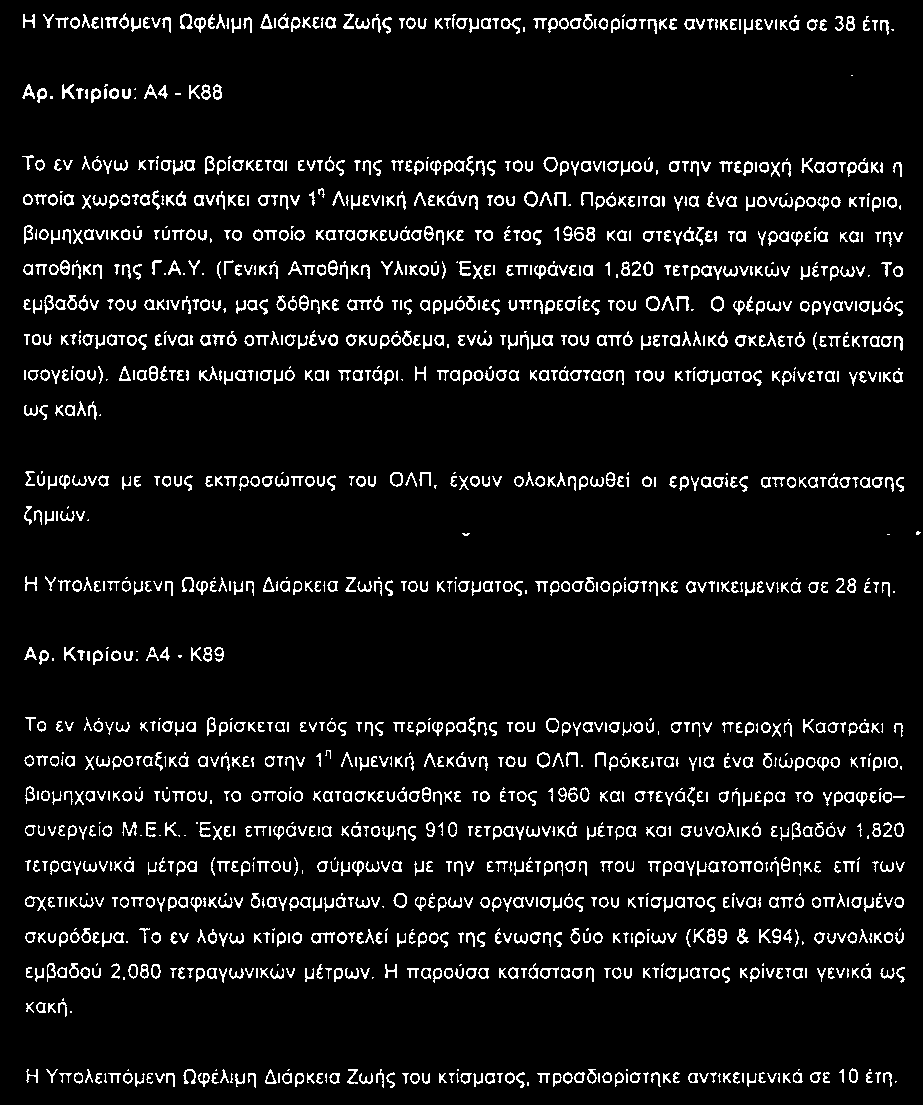 Η Υπολειπόμενη Ωφέλιμη Διάρκεια Ζωής του κτίσματος, προσδιορίστηκε αντικειμενικά σε 38 έτη.
Αρ. Κτιρίου: Α4 - Κ88
Το εν λόγω κτίσμα βρίσκεται εντός της περίφραξης του Οργανισμού, στην περιοχή Καστράκι η
οποία χωροταξικά ανήκει στην 1η Λιμενική Λεκάνη του ΟΛΠ. Πρόκειται για ένα μονώροφο κτίριο,
βιομηχανικού τύπου, το οποίο κατασκευάσθηκε το έτος 1968 και στεγάζει τα γραφεία και την
αποθήκη της Γ.Α.Υ. (Γενική Αποθήκη Υλικού) Έχει επιφάνεια 1,820 τετραγωνικών μέτρων. Το
εμβαδόν του ακινήτου, μας δόθηκε από τις αρμόδιες υπηρεσίες του ΟΛΠ. Ο φέρων οργανισμός
του κτίσματος είναι από οπλισμένο σκυρόδεμα, ενώ τμήμα του από μεταλλικό σκελετό (επέκταση
ισογείου). Διαθέτει κλιματισμό και πατάρι. Η παρούσα κατάσταση του κτίσματος κρίνεται γενικά
ως καλή.
Σύμφωνα με τους εκπροσώπους του ΟΛΠ, έχουν ολοκληρωθεί οι εργασίες αποκατάστασης
ζημιών.
Η Υπολειπόμενη Ωφέλιμη Διάρκεια Ζωής του κτίσματος, προσδιορίστηκε αντικειμενικά σε 28 έτη.
Αρ. Κτιρίου: Α4 - Κ89
Το εν λόγω κτίσμα βρίσκεται εντός της περίφραξης του Οργανισμού, στην περιοχή Καστράκι η
οποία χωροταξικά ανήκει στην 1η Λιμενική Λεκάνη του ΟΛΠ. Πρόκειται για ένα διώροφο κτίριο,
βιομηχανικού τύπου, το οποίο κατασκευάσθηκε το έτος 1960 και στεγάζει σήμερα το γραφείο–
συνεργείο Μ.Ε.Κ.. Έχει επιφάνεια κάτοψης 910 τετραγωνικά μέτρα και συνολικό εμβαδόν 1,820
τετραγωνικά μέτρα (περίπου), σύμφωνα με την επιμέτρηση που πραγματοποιήθηκε επί των
σχετικών τοπογραφικών διαγραμμάτων. Ο φέρων οργανισμός του κτίσματος είναι από οπλισμένο
σκυρόδεμα. Το εν λόγω κτίριο αποτελεί μέρος της ένωσης δύο κτιρίων (Κ89 & Κ94), συνολικού
εμβαδού 2,080 τετραγωνικών μέτρων. Η παρούσα κατάσταση του κτίσματος κρίνεται γενικά ως
κακή.
Η Υπολειπόμενη Ωφέλιμη Διάρκεια Ζωής του κτίσματος, προσδιορίστηκε αντικειμενικά σε 10 έτη.